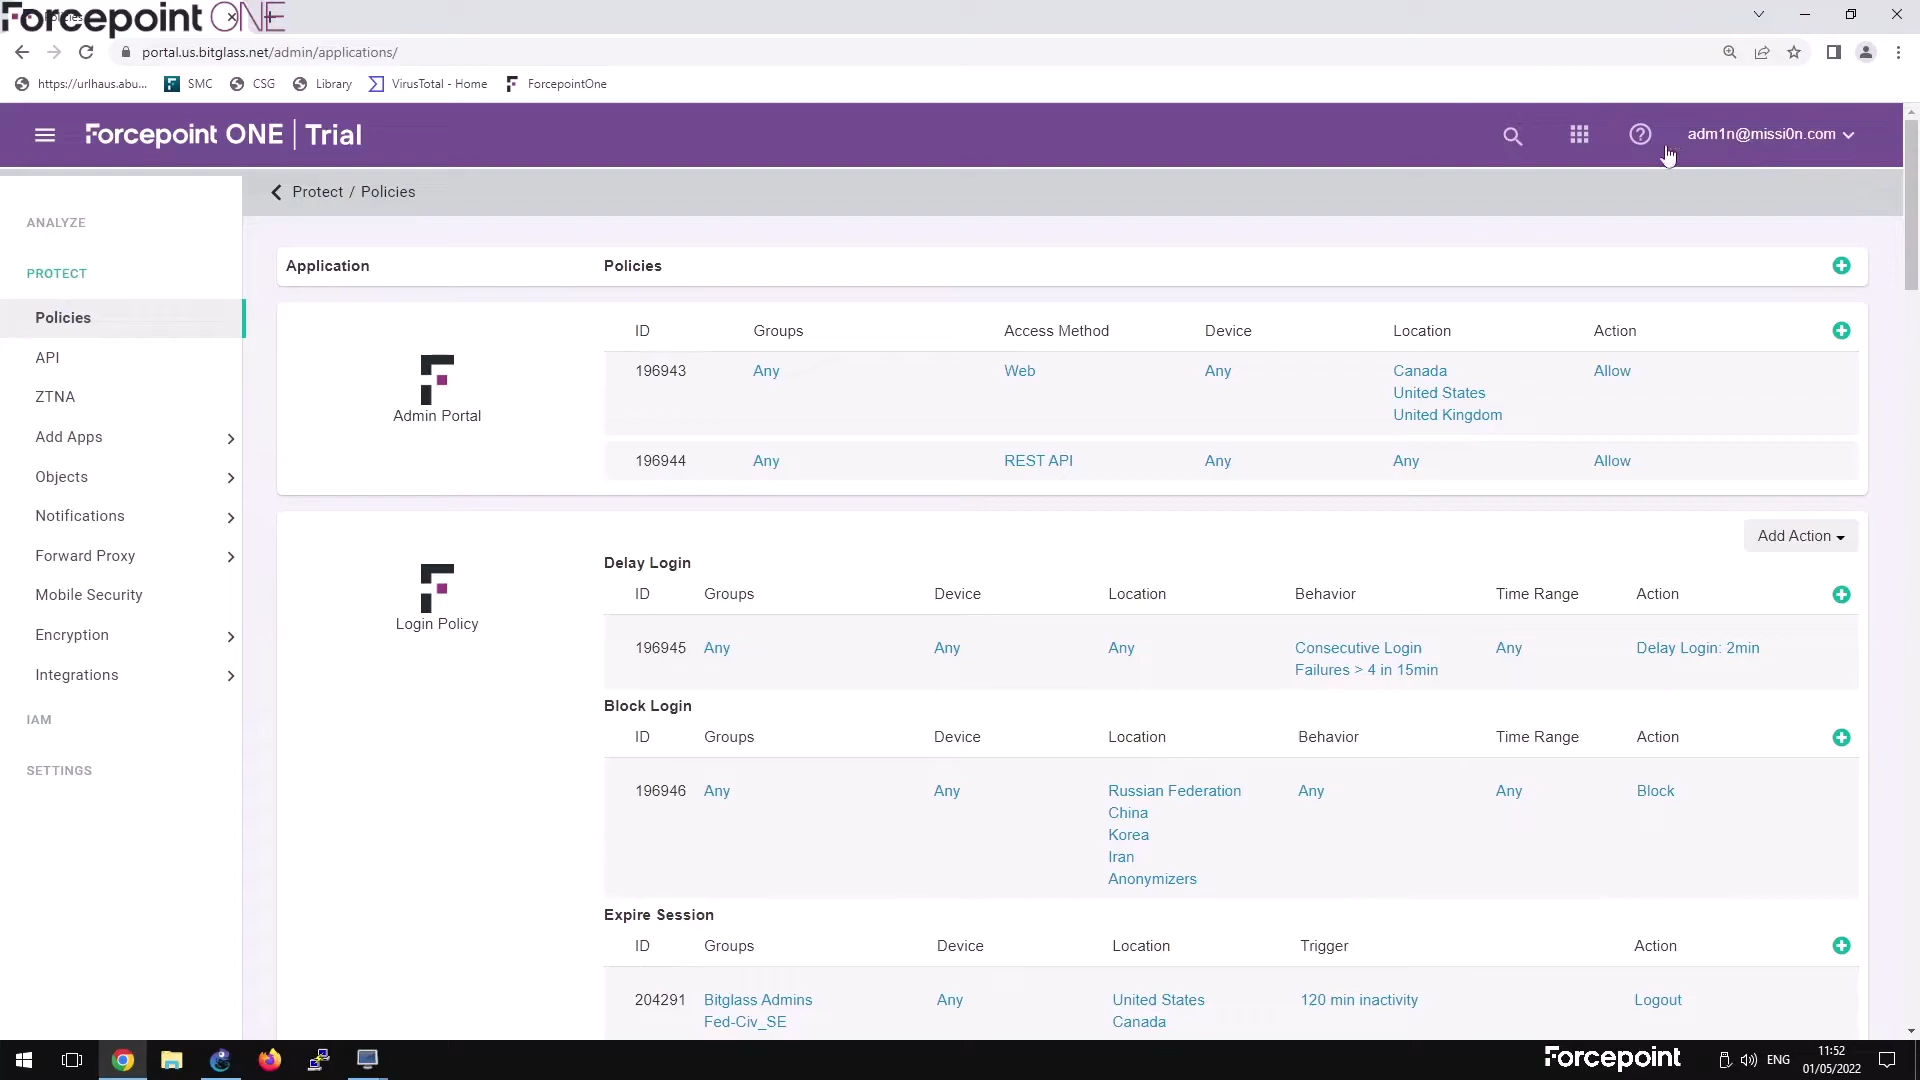 Forcepoint ONE
portal.us.bitglass.net/admin/applications/
https://urlhaus.abu... SMC CSG Library VirusTotal - Home ForcepointOne
Forcepoint ONE | Trial
adm1n@missi0n.com
Protect / Policies
ANALYZE
PROTECT
Policies
API
ZTNA
Add Apps
Objects
Notifications
Forward Proxy
Mobile Security
Encryption
Integrations
IAM
SETTINGS
Application Policies
Admin Portal
ID Groups Access Method Device Location Action
196943 Any Web Any Canada Allow
United States
United Kingdom
196944 Any REST API Any Any Allow
Add Action
Login Policy
Delay Login
ID Groups Device Location Behavior Time Range Action
196945 Any Any Any Consecutive Login Any Delay Login: 2min
Failures > 4 in 15min
Block Login
ID Groups Device Location Behavior Time Range Action
196946 Any Any Russian Federation Any Any Block
China
Korea
Iran
Anonymizers
Expire Session
ID Groups Device Location Trigger Action
204291 Bitglass Admins Any United States 120 min inactivity Logout
Fed-Civ_SE Canada
Forcepoint
ENG
11:52
01/05/2022